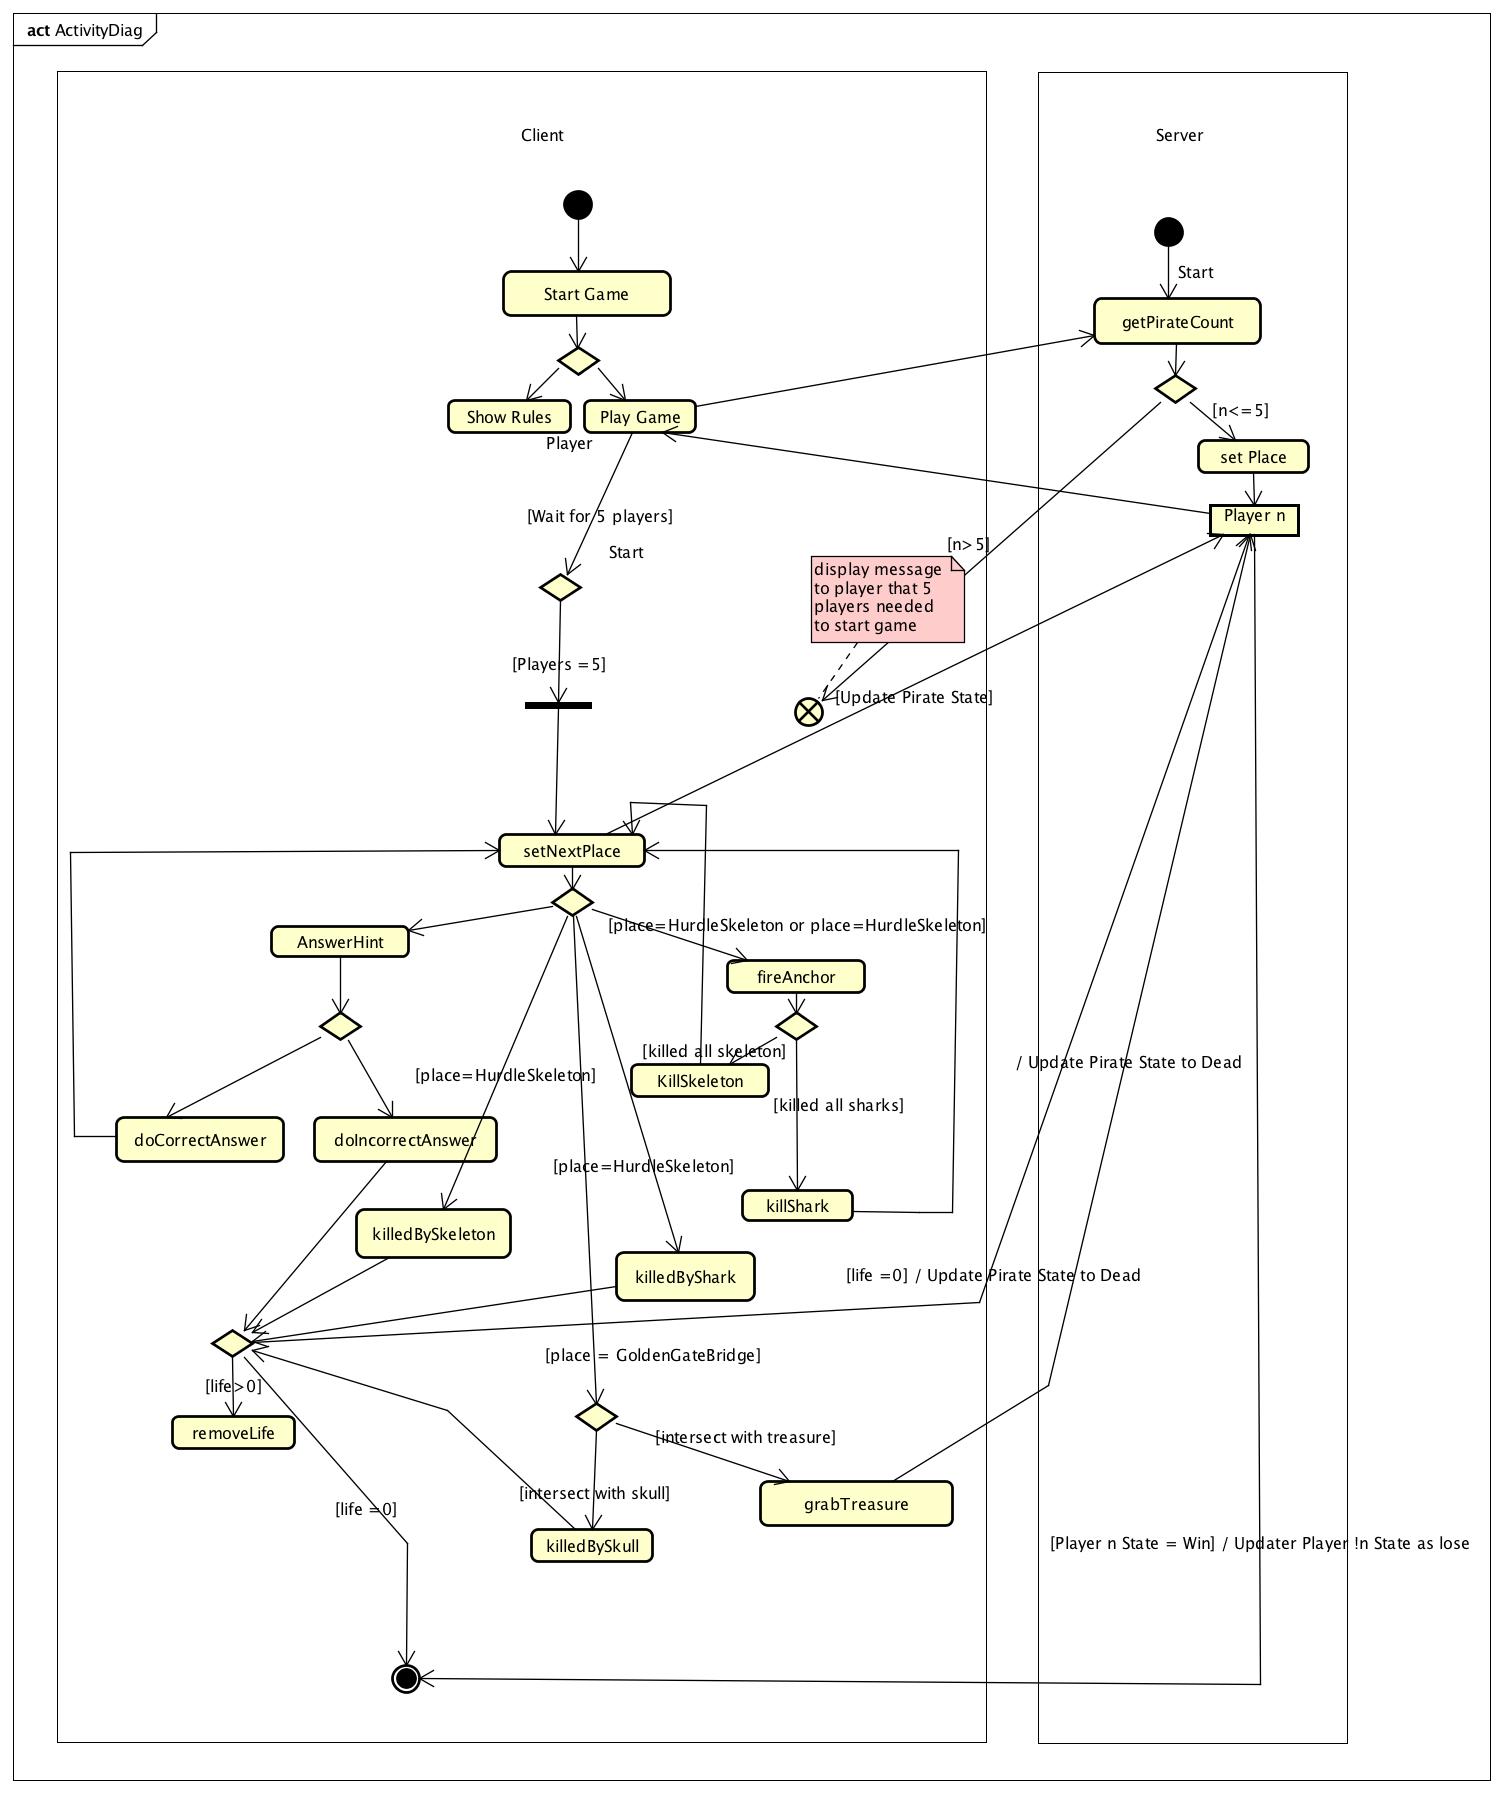 act ActivityDiag
Client
Server
Start
Start Game
getPirateCount
Show Rules
Play Game
[n<=5]
Player
set Place
[Wait for 5 players]
Player n
Start
[n>5]
display message
to player that 5
players needed
to start game
[Players =5]
[Update Pirate State]
setNextPlace
[place=HurdleSkeleton or place=HurdleSkeleton]
AnswerHint
fireAnchor
[killed all skeleton]
/ Update Pirate State to Dead
[place=HurdleSkeleton]
KillSkeleton
[killed all sharks]
doCorrectAnswer
doIncorrectAnswer
[place=HurdleSkeleton]
killShark
killedBySkeleton
killedByShark
[life =0] / Update Pirate State to Dead
[place = GoldenGateBridge]
[life>0]
removeLife
[intersect with treasure]
[intersect with skull]
grabTreasure
[life =0]
killedBySkull
[Player n State = Win] / Updater Player !n State as lose